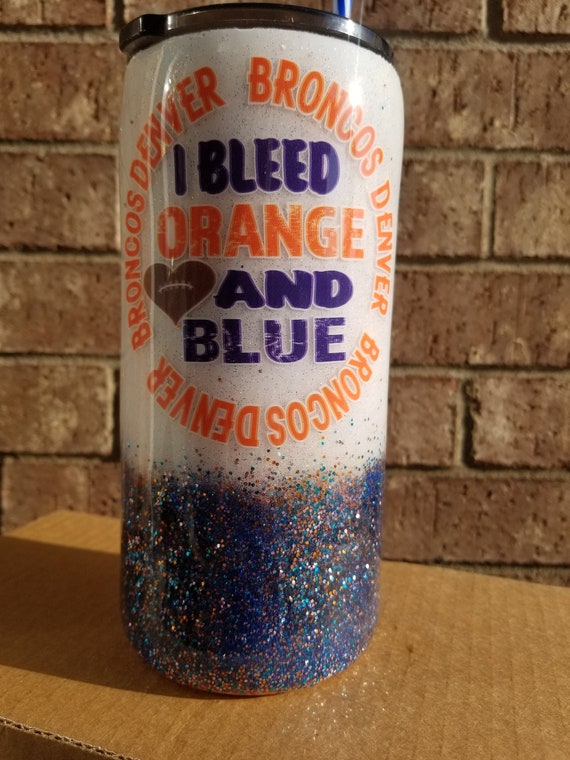 DENVER BRONCOS DENVER BRONCOS DENVER BRONCOS
I BLEED
ORANGE
AND
BLUE